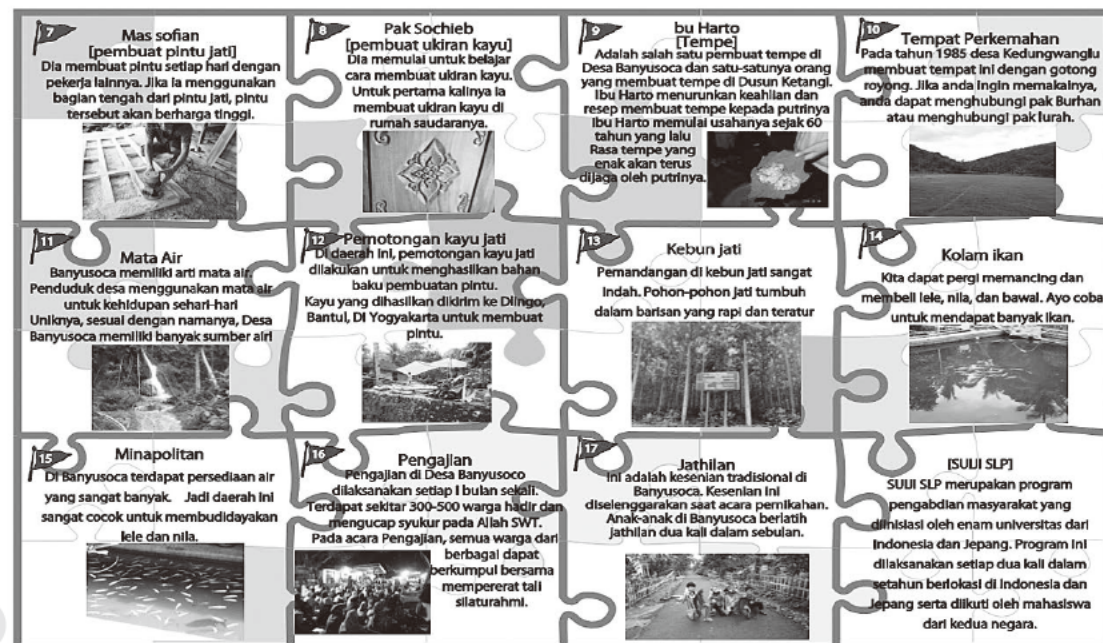 7
Mas sofian
[pembuat pintu jati]
Dia membuat pintu setiap hari dengan
pekerja lainnya. Jika ia menggunakan
bagian tengah dari pintu jati, pintu
tersebut akan berharga tinggi.
8
Pak Sochieb
[pembuat ukiran kayu]
Dia memulai untuk belajar
cara membuat ukiran kayu.
Untuk pertama kalinya ia
membuat ukiran kayu di
rumah saudaranya.
9
bu Harto
[Tempe]
Adalah salah satu pembuat tempe di
Desa Banyusoca dan satu-satunya orang
yang membuat tempe di Dusun Ketangi.
Ibu Harto menurunkan keahlian dan
resep membuat tempe kepada putrinya
Ibu Harto memulai usahanya sejak 60
tahun yang lalu
Rasa tempe yang
enak akan terus
dijaga oleh putrinya.
10
Tempat Perkemahan
Pada tahun 1985 desa Kedungwanglu
membuat tempat ini dengan gotong
royong. Jika anda ingin memakainya,
anda dapat menghubungi pak Burhan
atau menghubungi pak lurah.
11
Mata Air
Banyusoca memiliki arti mata air.
Penduduk desa menggunakan mata air
untuk kehidupan sehari-hari
Uniknya, sesuai dengan namanya, Desa
Banyusoca memiliki banyak sumber air!
12
Pemotongan kayu jati
Di daerah ini, pemotongan kayu jati
dilakukan untuk menghasilkan bahan
baku pembuatan pintu.
Kayu yang dihasilkan dikirim ke Dlingo,
Bantul, DI Yogyakarta untuk membuat
pintu.
13
Kebun jati
Pemandangan di kebun jati sangat
indah. Pohon-pohon jati tumbuh
dalam barisan yang rapi dan teratur
14
Kolam ikan
Kita dapat pergi memancing dan
membeli lele, nila, dan bawal. Ayo coba
untuk mendapat banyak ikan.
15
Minapolitan
Di Banyusoca terdapat persediaan air
yang sangat banyak. Jadi daerah ini
sangat cocok untuk membudidayakan
lele dan nila.
16
Pengajian
Pengajian di Desa Banyusoco
dilaksanakan setiap 1 bulan sekali.
Terdapat sekitar 300-500 warga hadir dan
mengucap syukur pada Allah SWT.
Pada acara Pengajian, semua warga dari
berbagai dapat
berkumpul bersama
mempererat tali
silaturahmi.
17
Jathilan
Ini adalah kesenian tradisional di
Banyusoca. Kesenian ini
diselenggarakan saat acara pernikahan.
Anak-anak di Banyusoca berlatih
jathilan dua kali dalam sebulan.
[SUIJI SLP]
SUIJI SLP merupakan program
pengabdian masyarakat yang
diinisiasi oleh enam universitas dari
Indonesia dan Jepang. Program ini
dilaksanakan setiap dua kali dalam
setahun berlokasi di Indonesia dan
Jepang serta diikuti oleh mahasiswa
dari kedua negara.